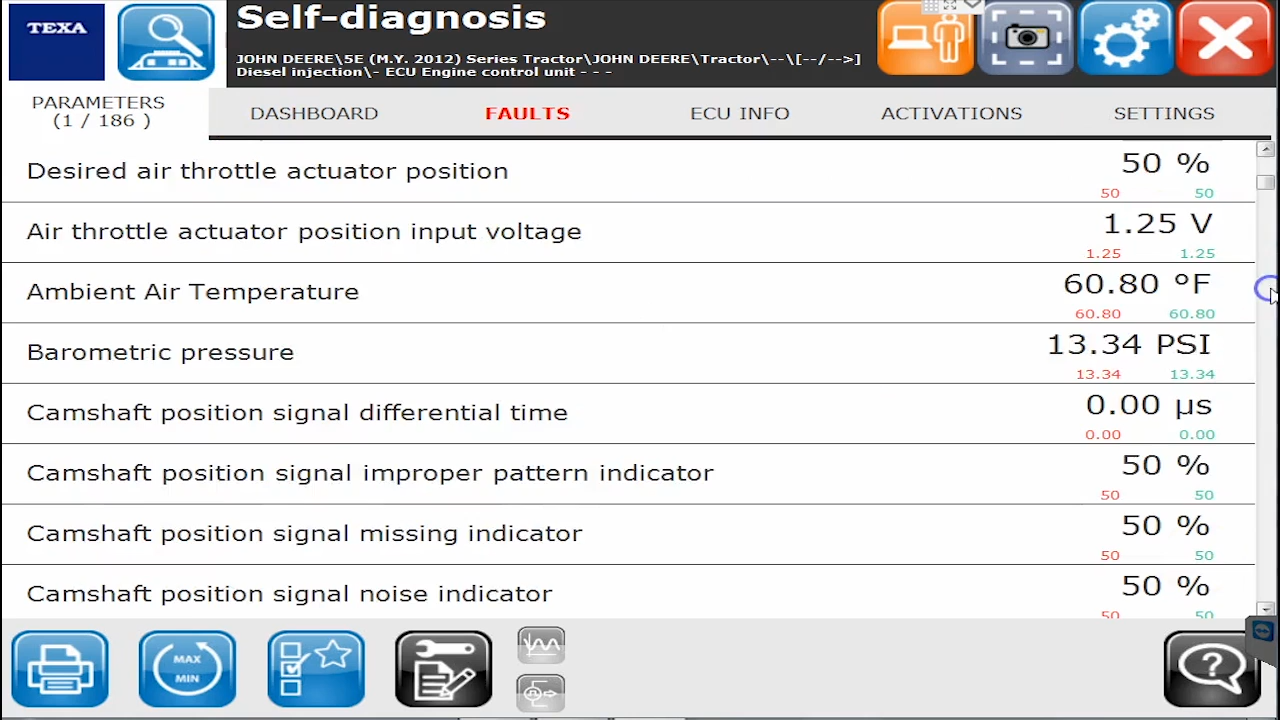 TEXA
Self-diagnosis
JOHN DEERE\5E (M.Y. 2012) Series Tractor\JOHN DEERE\Tractor\--\[--/-->]
Diesel injection\- ECU Engine control unit - - -
PARAMETERS
(1 / 186 )
DASHBOARD
FAULTS
ECU INFO
ACTIVATIONS
SETTINGS
Desired air throttle actuator position
50 %
50 50
Air throttle actuator position input voltage
1.25 V
1.25 1.25
Ambient Air Temperature
60.80 °F
60.80 60.80
Barometric pressure
13.34 PSI
13.34 13.34
Camshaft position signal differential time
0.00 µs
0.00 0.00
Camshaft position signal improper pattern indicator
50 %
50 50
Camshaft position signal missing indicator
50 %
50 50
Camshaft position signal noise indicator
50 %
50 50
MAX
MIN
?